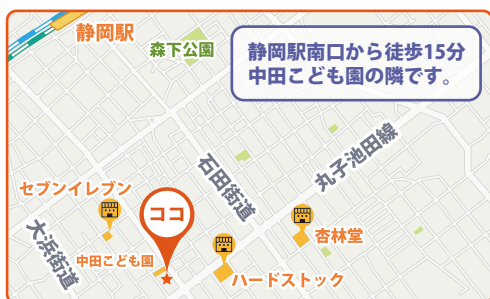 静岡駅
森下公園
静岡駅南口から徒歩15分
中田こども園の隣です。
石田街道
丸子池田線
セブンイレブン
大浜街道
ココ
中田こども園
杏林堂
ハードストック